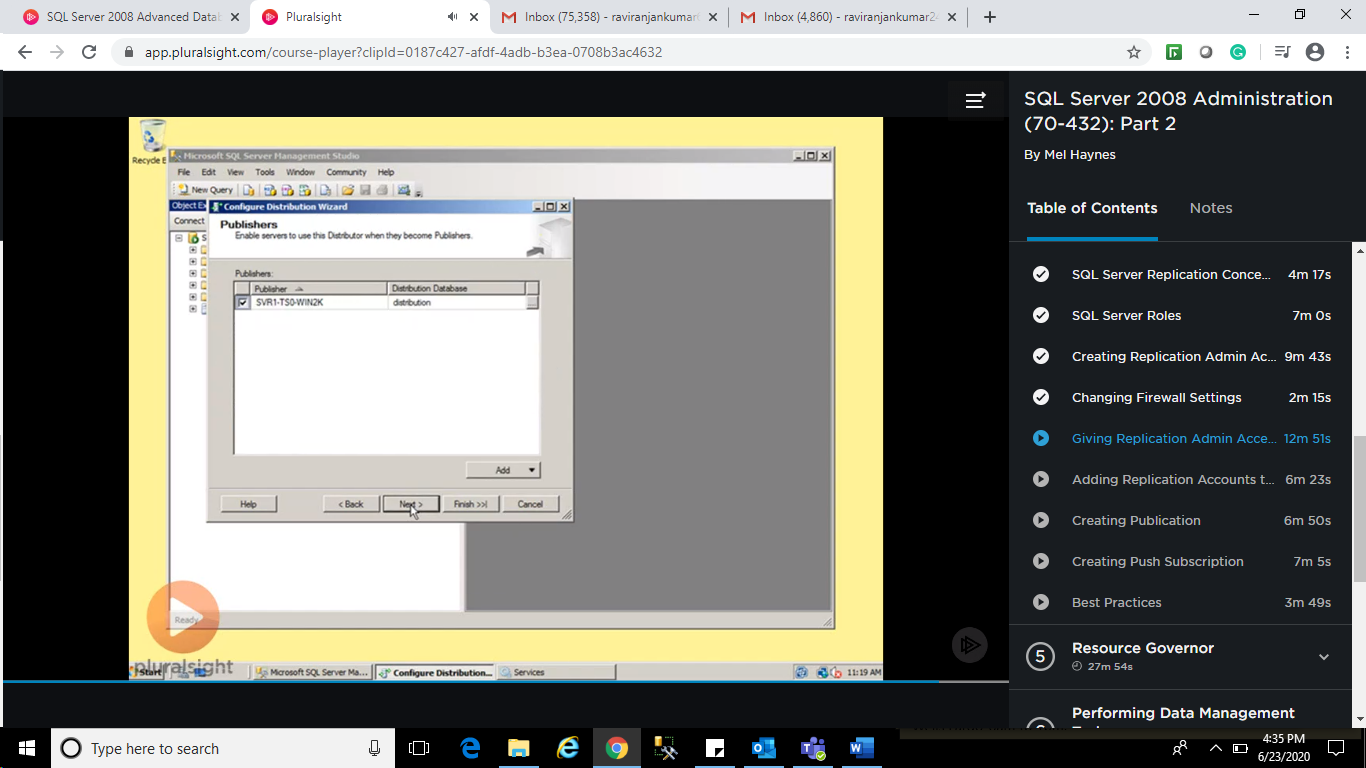 SQL Server 2008 Advanced Datab
Pluralsight
Inbox (75,358) - raviranjankumar
Inbox (4,860) - raviranjankumar2
app.pluralsight.com/course-player?clipId=0187c427-afdf-4adb-b3ea-0708b3ac4632
Recycle B
Microsoft SQL Server Management Studio
File Edit View Tools Window Community Help
New Query
Object Ex
Connect
S
Configure Distribution Wizard
Publishers
Enable servers to use this Distributor when they become Publishers.
Publishers:
Publisher Distribution Database
SVR1-TS0-WIN2K distribution
Add
Help < Back Next > Finish >>| Cancel
Ready
pluralsight
Start Microsoft SQL Server Ma... Configure Distribution... Services 11:19 AM
SQL Server 2008 Administration
(70-432): Part 2
By Mel Haynes
Table of Contents Notes
SQL Server Replication Conce... 4m 17s
SQL Server Roles 7m 0s
Creating Replication Admin Ac... 9m 43s
Changing Firewall Settings 2m 15s
Giving Replication Admin Acce... 12m 51s
Adding Replication Accounts t... 6m 23s
Creating Publication 6m 50s
Creating Push Subscription 7m 5s
Best Practices 3m 49s
5 Resource Governor
27m 54s
Performing Data Management
Type here to search
4:35 PM
6/23/2020